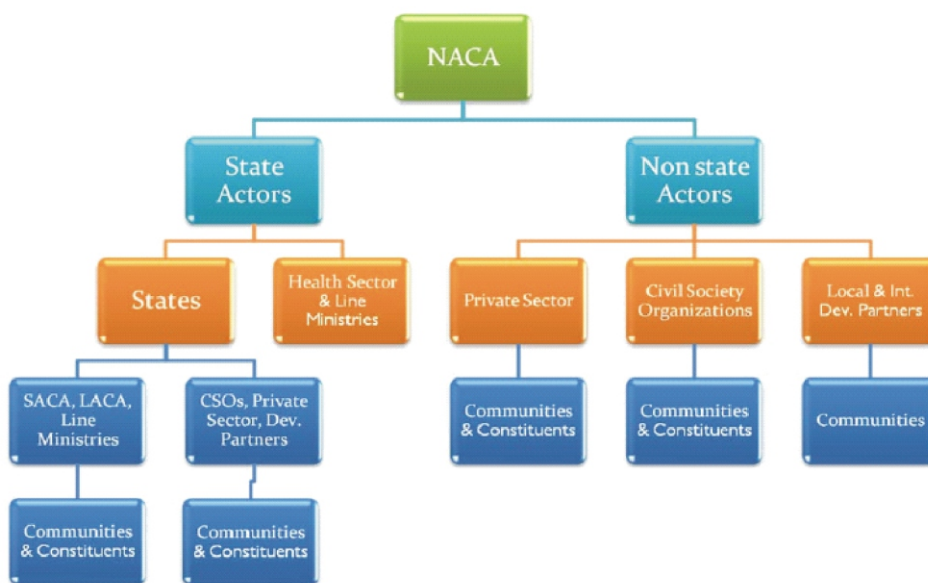 NACA
State
Actors
Non state
Actors
States
Health Sector
& Line
Ministries
Private Sector
Civil Society
Organizations
Local & Int.
Dev. Partners
SACA, LACA,
Line
Ministries
CSOs, Private
Sector, Dev.
Partners
Communities
& Constituents
Communities
& Constituents
Communities
Communities
& Constituents
Communities
& Constituents